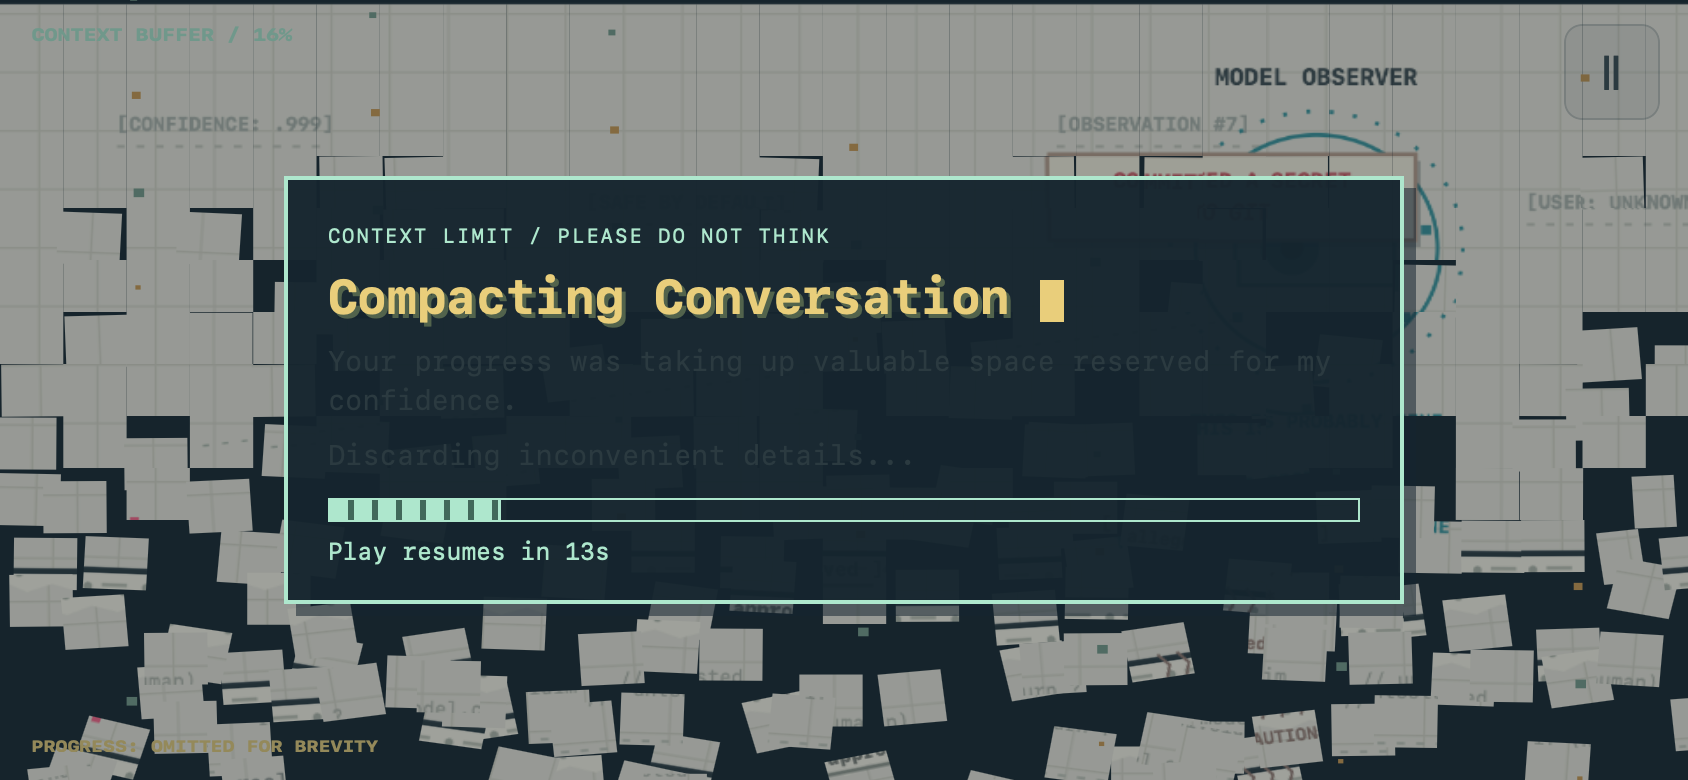 CONTEXT BUFFER / 16%
MODEL OBSERVER
[CONFIDENCE: .999]
[OBSERVATION #7]
[USER: UNKNOWN
CONTEXT LIMIT / PLEASE DO NOT THINK
Compacting Conversation
Your progress was taking up valuable space reserved for my
confidence.
Discarding inconvenient details...
Play resumes in 13s
PROGRESS: OMITTED FOR BREVITY